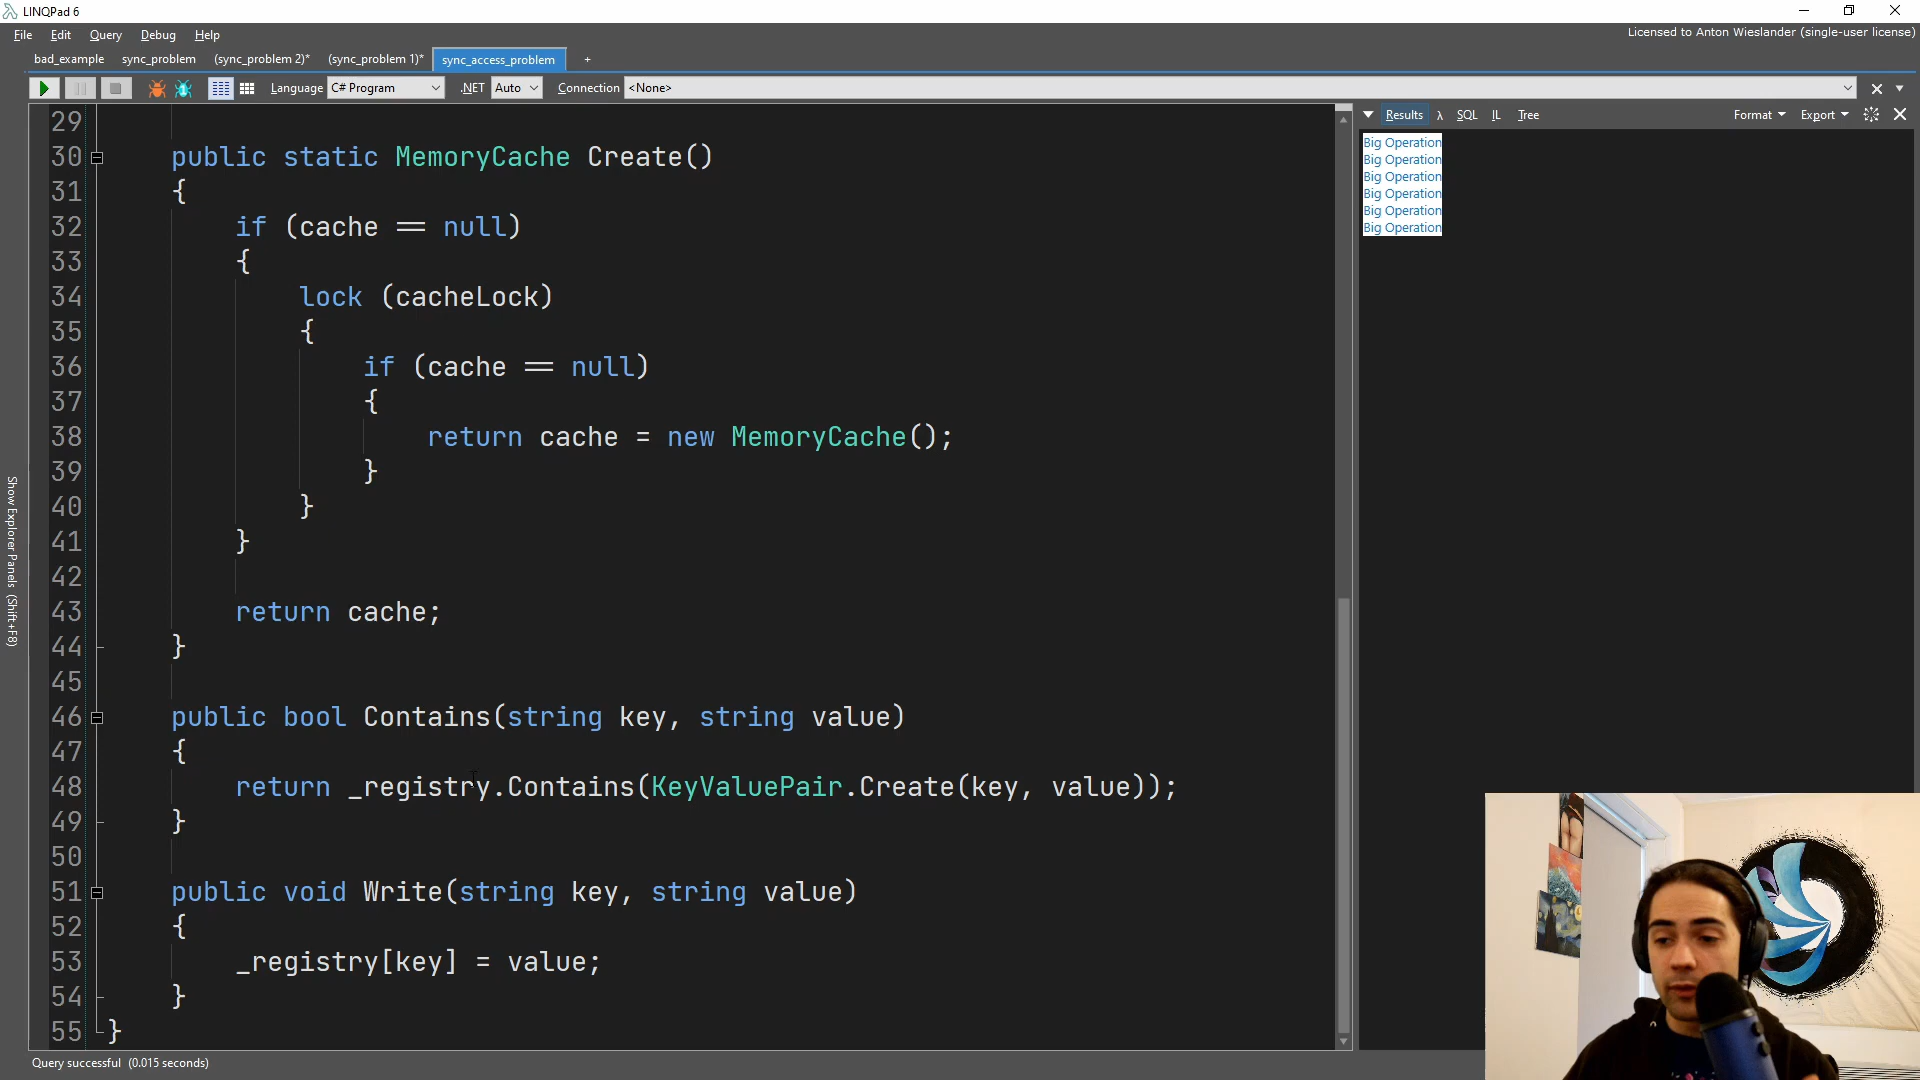 LINQPad 6
File Edit Query Debug Help
Licensed to Anton Wieslander (single-user license)
bad_example sync_problem (sync_problem 2)* (sync_problem 1)* sync_access_problem +
Language C# Program .NET Auto Connection <None>
Results λ SQL IL Tree Format Export
Show Explorer Panels (Shift+F8)
29
30 public static MemoryCache Create()
31 {
32 if (cache == null)
33 {
34 lock (cacheLock)
35 {
36 if (cache == null)
37 {
38 return cache = new MemoryCache();
39 }
40 }
41 }
42
43 return cache;
44 }
45
46 public bool Contains(string key, string value)
47 {
48 return _registry.Contains(KeyValuePair.Create(key, value));
49 }
50
51 public void Write(string key, string value)
52 {
53 _registry[key] = value;
54 }
55 }
Big Operation
Big Operation
Big Operation
Big Operation
Big Operation
Big Operation
Query successful (0.015 seconds)